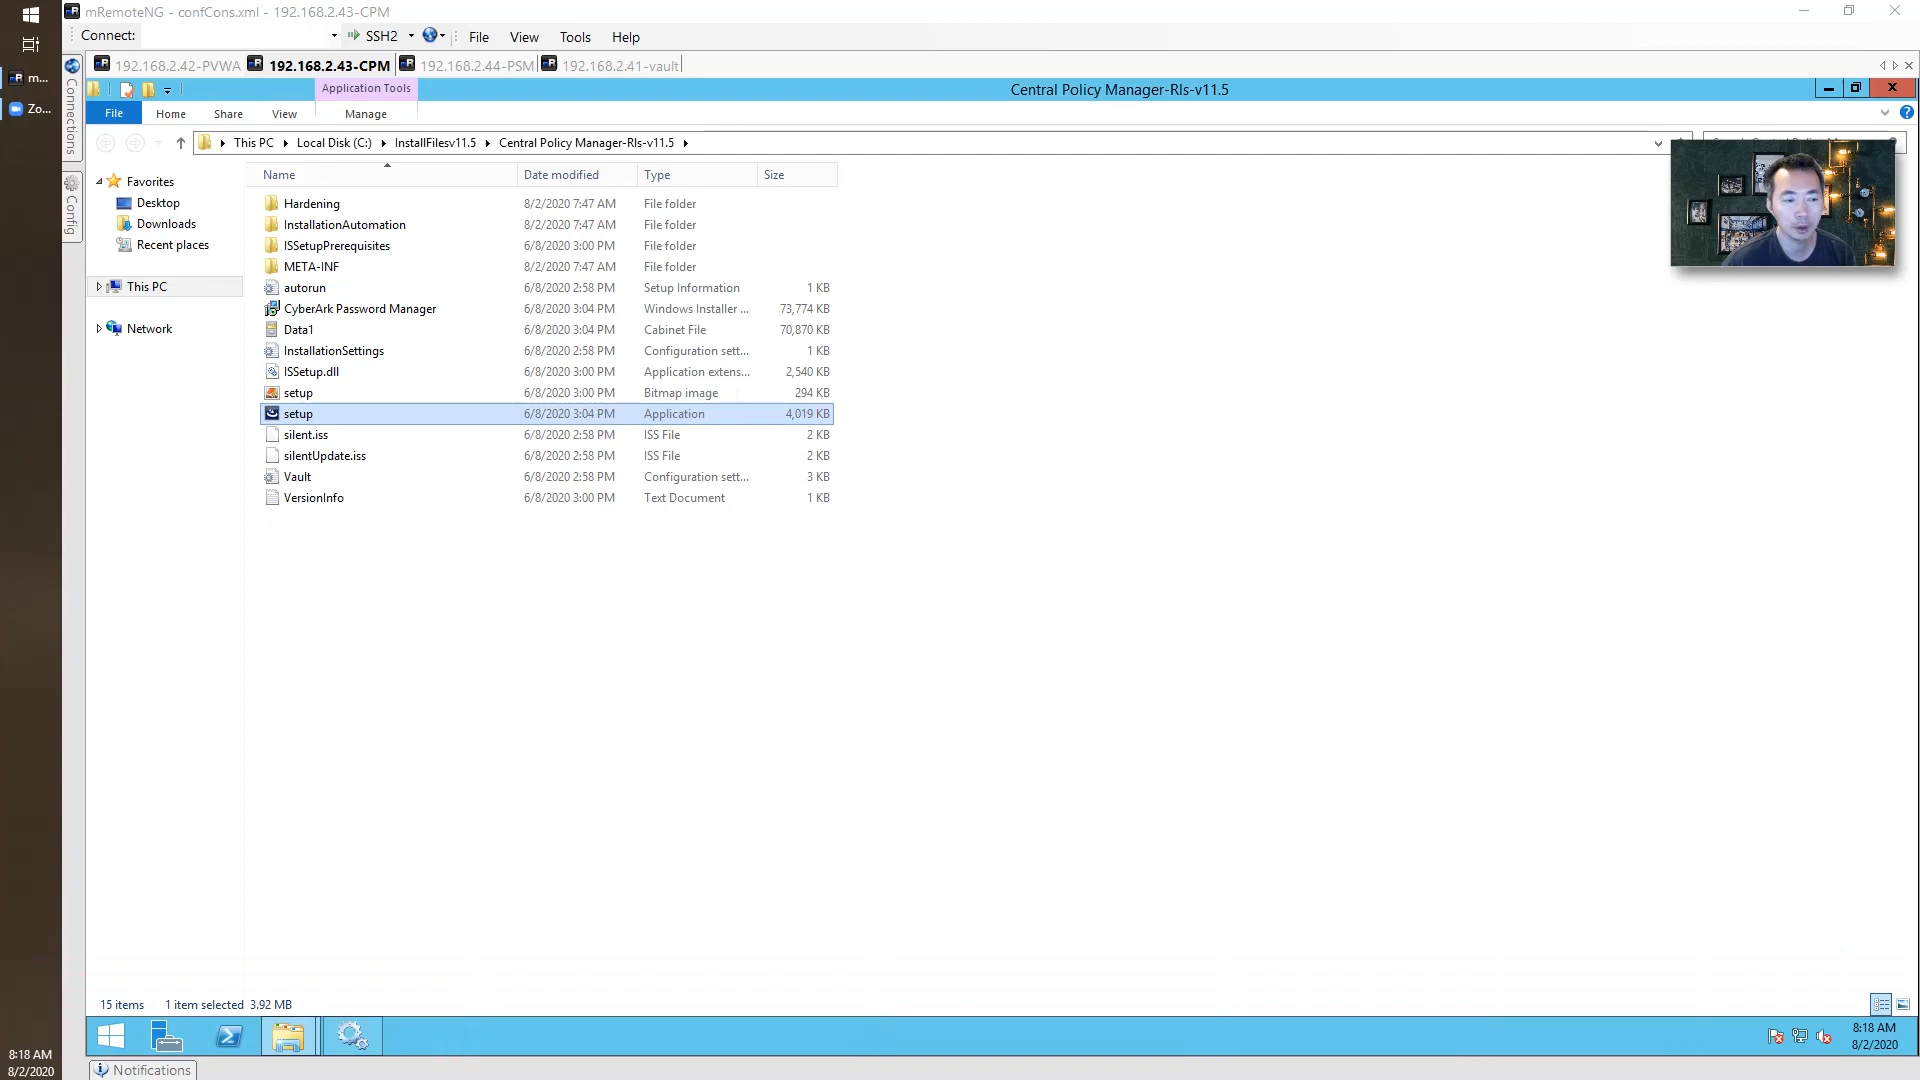 mRemoteNG - confCons.xml - 192.168.2.43-CPM
Connect: SSH2 File View Tools Help
m...
Zo...
Connections
Config
192.168.2.42-PVWA 192.168.2.43-CPM 192.168.2.44-PSM 192.168.2.41-vault
Application Tools Central Policy Manager-Rls-v11.5
File Home Share View Manage
This PC Local Disk (C:) InstallFilesv11.5 Central Policy Manager-Rls-v11.5
Favorites
Desktop
Downloads
Recent places
This PC
Network
Name Date modified Type Size
Hardening 8/2/2020 7:47 AM File folder
InstallationAutomation 8/2/2020 7:47 AM File folder
ISSetupPrerequisites 6/8/2020 3:00 PM File folder
META-INF 8/2/2020 7:47 AM File folder
autorun 6/8/2020 2:58 PM Setup Information 1 KB
CyberArk Password Manager 6/8/2020 3:04 PM Windows Installer ... 73,774 KB
Data1 6/8/2020 3:04 PM Cabinet File 70,870 KB
InstallationSettings 6/8/2020 2:58 PM Configuration sett... 1 KB
ISSetup.dll 6/8/2020 3:00 PM Application extens... 2,540 KB
setup 6/8/2020 3:00 PM Bitmap image 294 KB
setup 6/8/2020 3:04 PM Application 4,019 KB
silent.iss 6/8/2020 2:58 PM ISS File 2 KB
silentUpdate.iss 6/8/2020 2:58 PM ISS File 2 KB
Vault 6/8/2020 2:58 PM Configuration sett... 3 KB
VersionInfo 6/8/2020 3:00 PM Text Document 1 KB
15 items 1 item selected 3.92 MB
8:18 AM
8/2/2020
8:18 AM
8/2/2020
Notifications